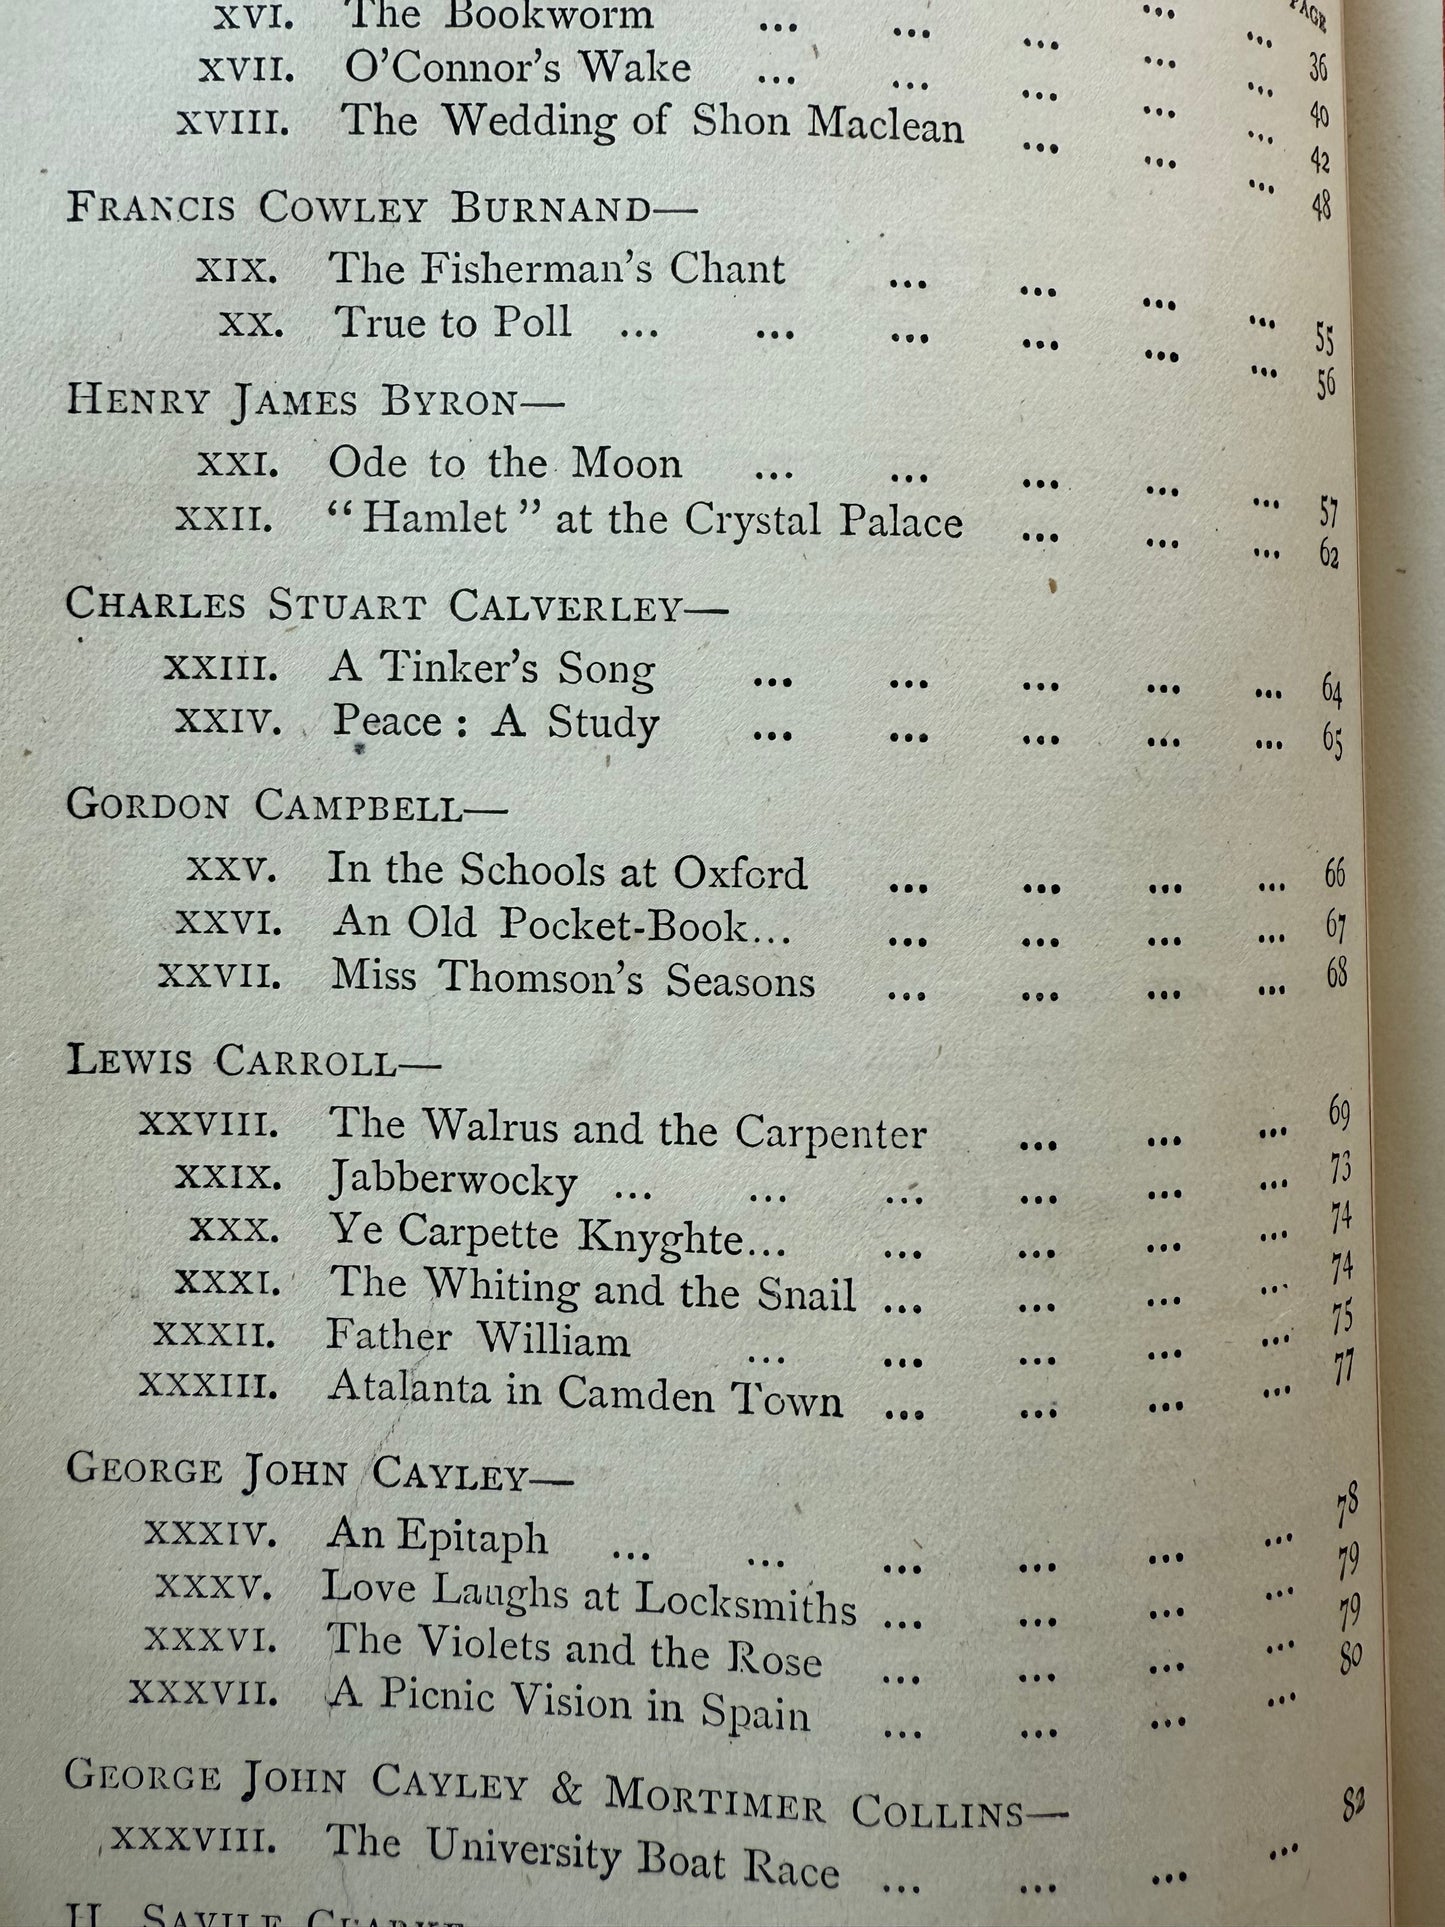 PAGE
... ... 36
XVI. The Bookworm ... ... ... ... ... 40
XVII. O'Connor's Wake ... ... ... ... ... 42
XVIII. The Wedding of Shon Maclean ... ... ... 48
FRANCIS COWLEY BURNAND—
XIX. The Fisherman's Chant ... ... ... ... 55
XX. True to Poll ... ... ... ... ... ... 56
HENRY JAMES BYRON—
XXI. Ode to the Moon ... ... ... ... ... 57
XXII. "Hamlet" at the Crystal Palace ... ... ... 62
CHARLES STUART CALVERLEY—
XXIII. A Tinker's Song ... ... ... ... ... 64
XXIV. Peace: A Study ... ... ... ... ... 65
GORDON CAMPBELL—
XXV. In the Schools at Oxford ... ... ... ... 66
XXVI. An Old Pocket-Book... ... ... ... ... 67
XXVII. Miss Thomson's Seasons ... ... ... ... 68
LEWIS CARROLL—
XXVIII. The Walrus and the Carpenter ... ... ... 69
XXIX. Jabberwocky ... ... ... ... ... ... 73
XXX. Ye Carpette Knyghte... ... ... ... ... 74
XXXI. The Whiting and the Snail ... ... ... ... 74
XXXII. Father William ... ... ... ... ... 75
XXXIII. Atalanta in Camden Town ... ... ... ... 77
GEORGE JOHN CAYLEY—
XXXIV. An Epitaph ... ... ... ... ... ... 78
XXXV. Love Laughs at Locksmiths ... ... ... ... 79
XXXVI. The Violets and the Rose ... ... ... ... 79
XXXVII. A Picnic Vision in Spain ... ... ... ... 80
GEORGE JOHN CAYLEY & MORTIMER COLLINS—
XXXVIII. The University Boat Race ... ... ... ... 82
H. SAVILE CLARKE—